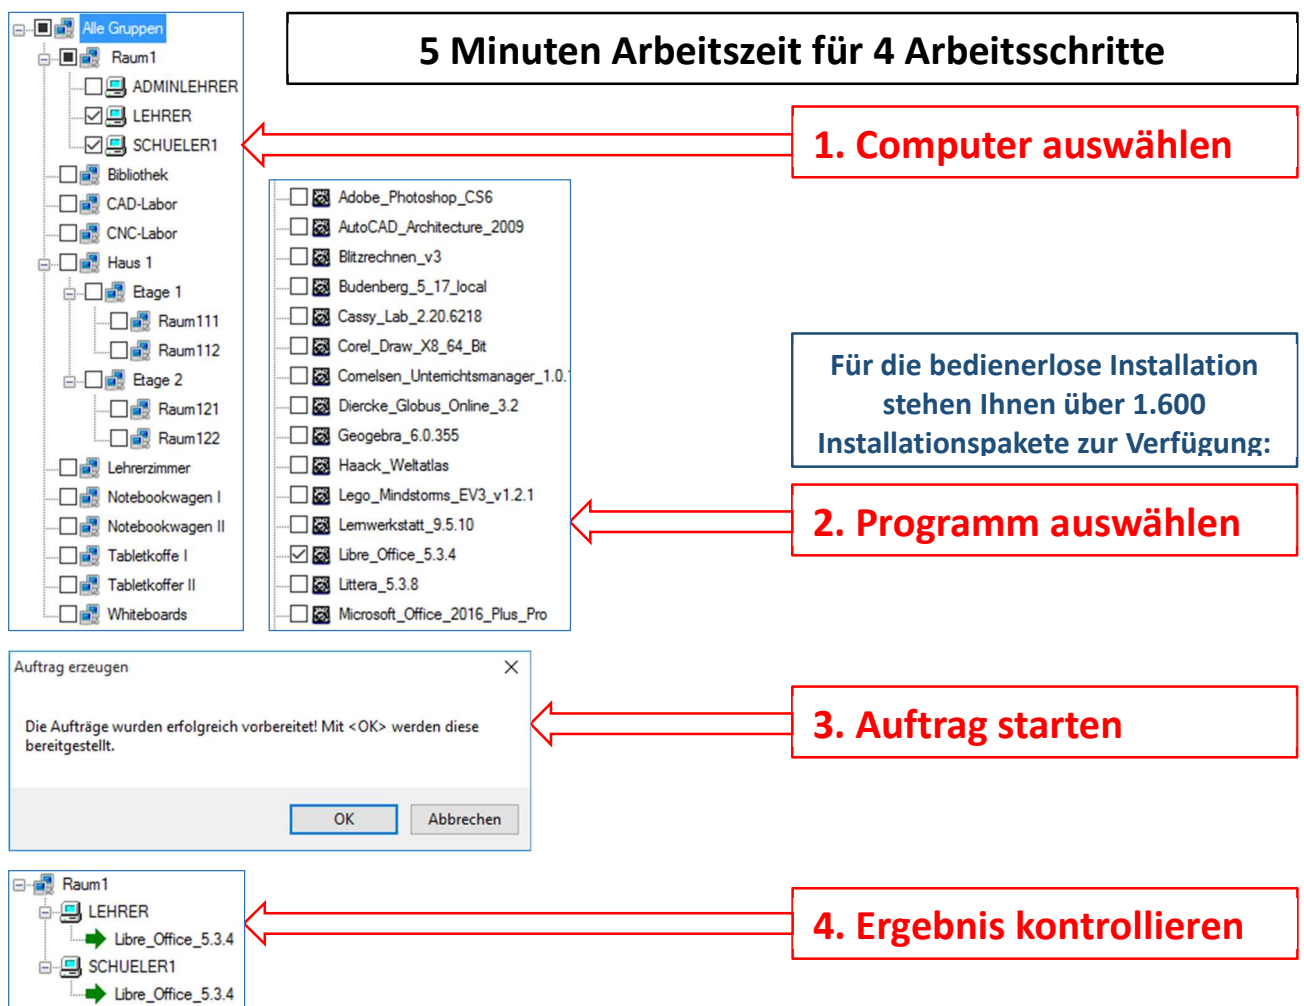 5 Minuten Arbeitszeit für 4 Arbeitsschritte
Alle Gruppen
Raum1
ADMINLEHRER
LEHRER
SCHUELER1
Bibliothek
CAD-Labor
CNC-Labor
Haus 1
Etage 1
Raum111
Raum112
Etage 2
Raum121
Raum122
Lehrerzimmer
Notebookwagen I
Notebookwagen II
Tabletkoffe I
Tabletkoffer II
Whiteboards
1. Computer auswählen
Adobe_Photoshop_CS6
AutoCAD_Architecture_2009
Blitzrechnen_v3
Budenberg_5_17_local
Cassy_Lab_2.20.6218
Corel_Draw_X8_64_Bit
Cornelsen_Unterrichtsmanager_1.0.
Diercke_Globus_Online_3.2
Geogebra_6.0.355
Haack_Weltatlas
Lego_Mindstorms_EV3_v1.2.1
Lernwerkstatt_9.5.10
Libre_Office_5.3.4
Littera_5.3.8
Microsoft_Office_2016_Plus_Pro
Für die bedienerlose Installation
stehen Ihnen über 1.600
Installationspakete zur Verfügung:
2. Programm auswählen
Auftrag erzeugen
Die Aufträge wurden erfolgreich vorbereitet! Mit <OK> werden diese
bereitgestellt.
OK Abbrechen
3. Auftrag starten
Raum1
LEHRER
Libre_Office_5.3.4
SCHUELER1
Libre_Office_5.3.4
4. Ergebnis kontrollieren